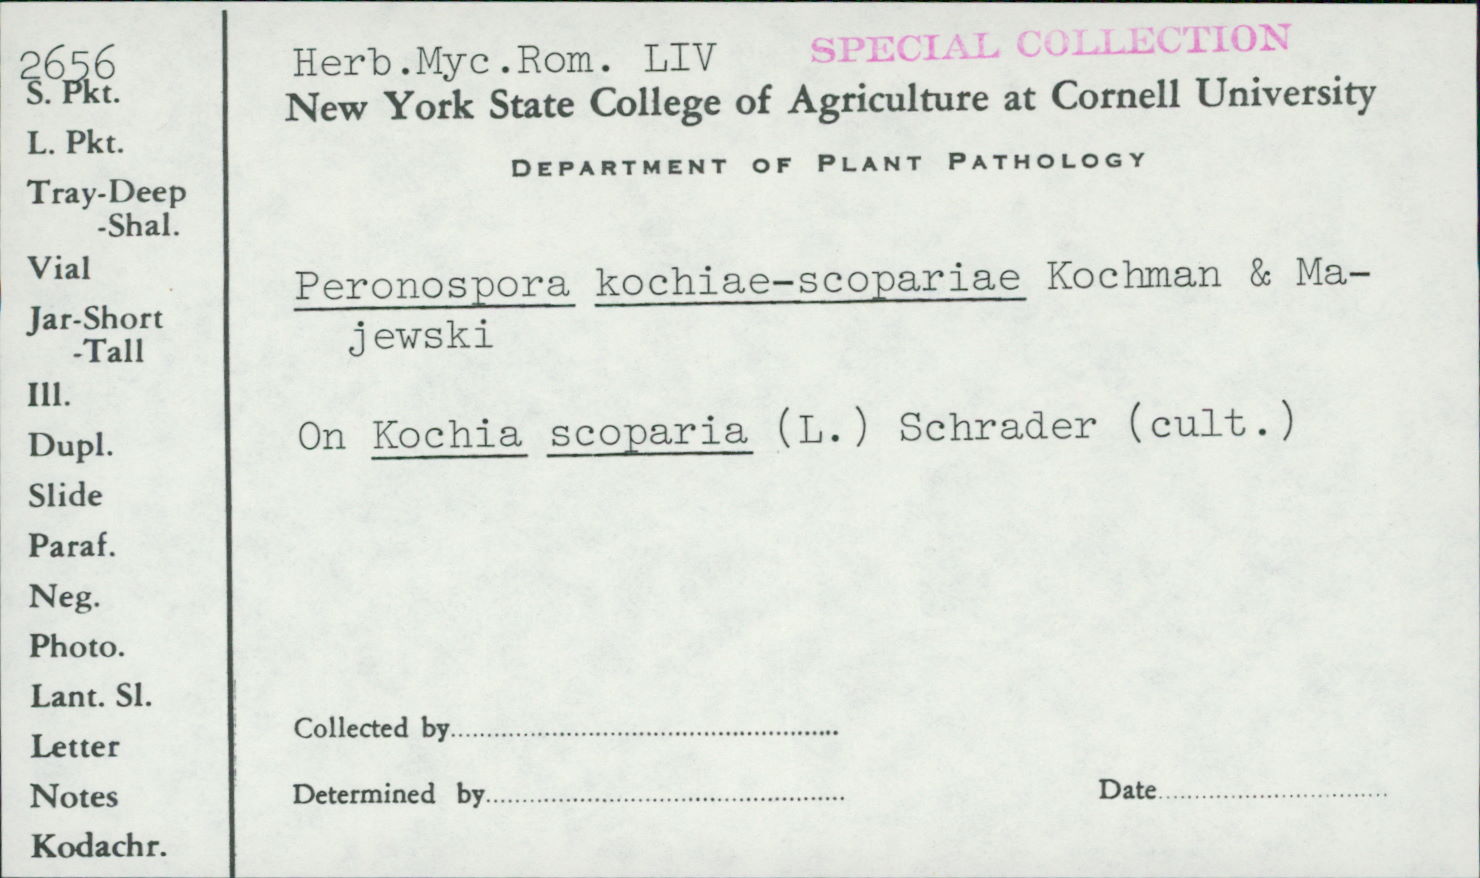 2656
S. Pkt.
L. Pkt.
Tray-Deep
-Shal.
Vial
Jar-Short
-Tall
Ill.
Dupl.
Slide
Paraf.
Neg.
Photo.
Lant. Sl.
Letter
Notes
Kodachr.
Herb.Myc.Rom. LIV SPECIAL COLLECTION
New York State College of Agriculture at Cornell University
DEPARTMENT OF PLANT PATHOLOGY
Peronospora kochiae-scopariae Kochman & Ma-
jewski
On Kochia scoparia (L.) Schrader (cult.)
Collected by
Determined by Date